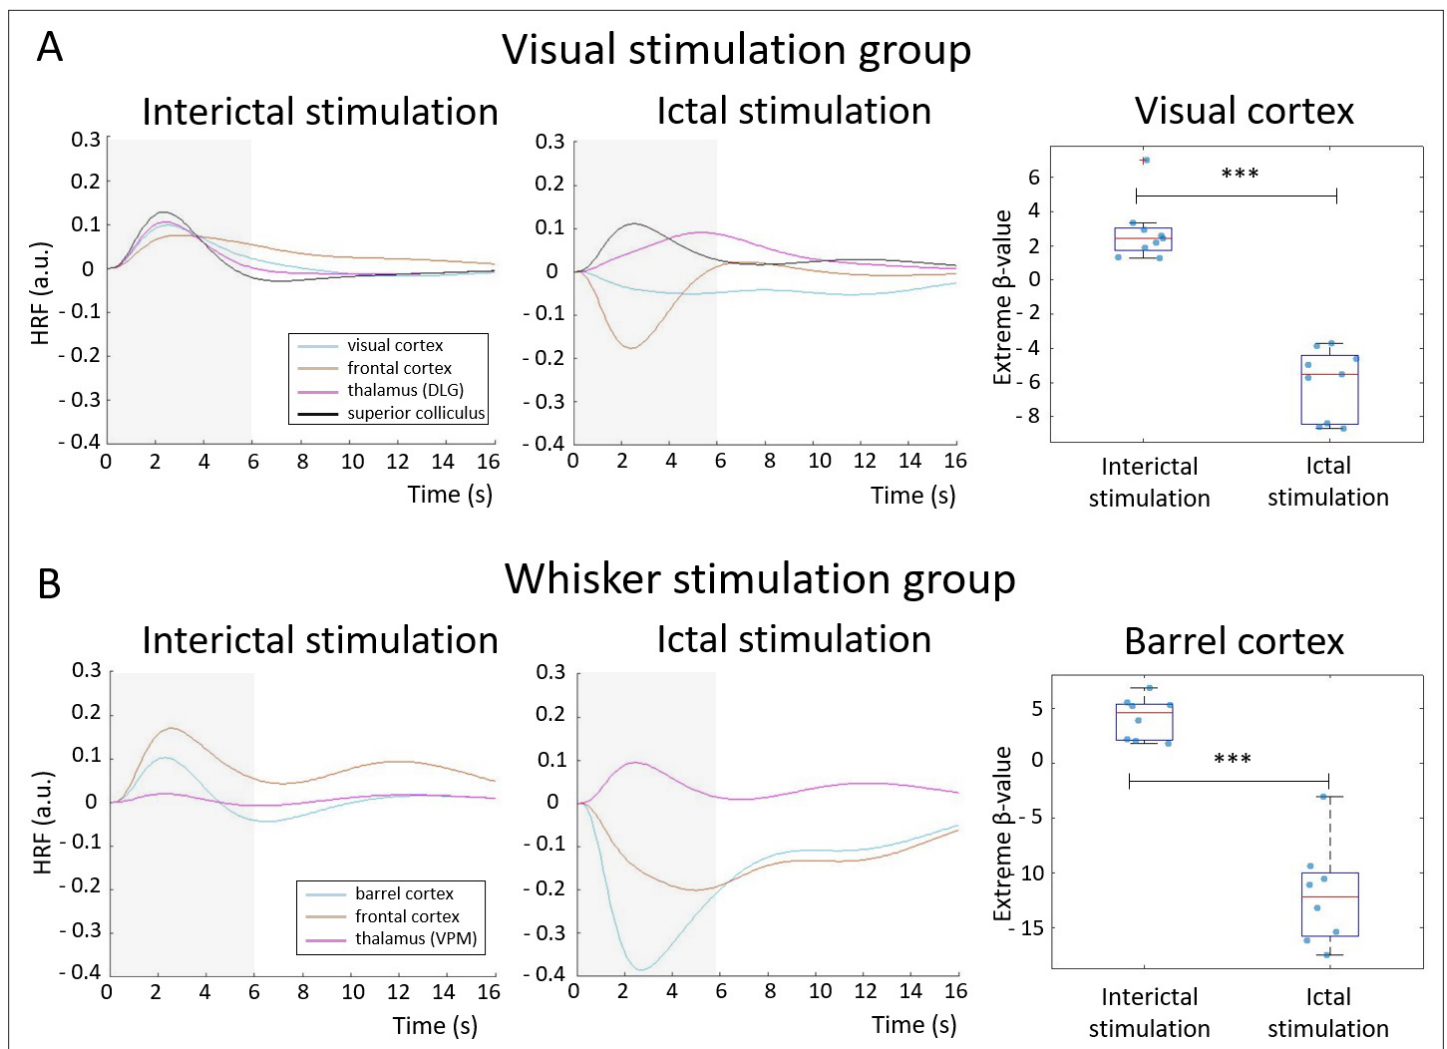 A
Visual stimulation group
Interictal stimulation
Ictal stimulation
Visual cortex
HRF (a.u.)
0.3
0.2
0.1
0
- 0.1
- 0.2
- 0.3
- 0.4
visual cortex
frontal cortex
thalamus (DLG)
superior colliculus
0 2 4 6 8 10 12 14 16
Time (s)
0.3
0.2
0.1
0
- 0.1
- 0.2
- 0.3
- 0.4
0 2 4 6 8 10 12 14 16
Time (s)
Extreme β-value
6
4
2
0
- 2
- 4
- 6
- 8
***
Interictal
stimulation
Ictal
stimulation
B
Whisker stimulation group
Interictal stimulation
Ictal stimulation
Barrel cortex
HRF (a.u.)
0.3
0.2
0.1
0
- 0.1
- 0.2
- 0.3
- 0.4
barrel cortex
frontal cortex
thalamus (VPM)
0 2 4 6 8 10 12 14 16
Time (s)
0.3
0.2
0.1
0
- 0.1
- 0.2
- 0.3
- 0.4
0 2 4 6 8 10 12 14 16
Time (s)
Extreme β-value
5
0
- 5
- 10
- 15
***
Interictal
stimulation
Ictal
stimulation